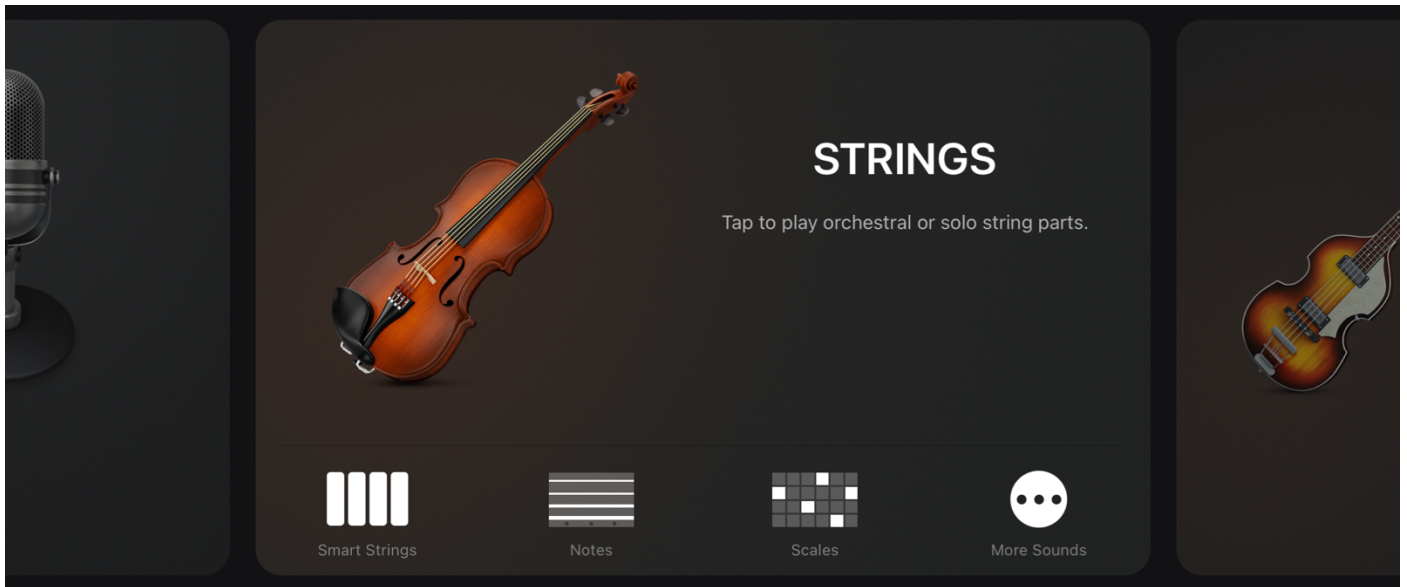 STRINGS
Tap to play orchestral or solo string parts.
Smart Strings
Notes
Scales
More Sounds